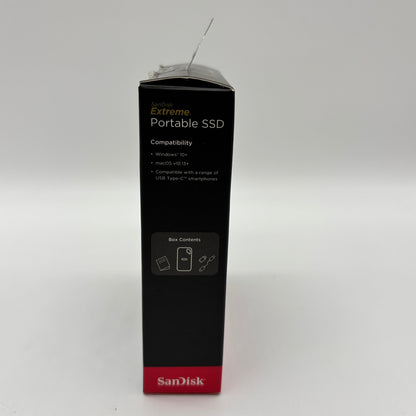 SanDisk
Extreme.
Portable SSD
Compatibility
• Windows® 10+
• macOS v10.13+
• Compatible with a range of
USB Type-C™ smartphones
Box Contents
SanDisk®